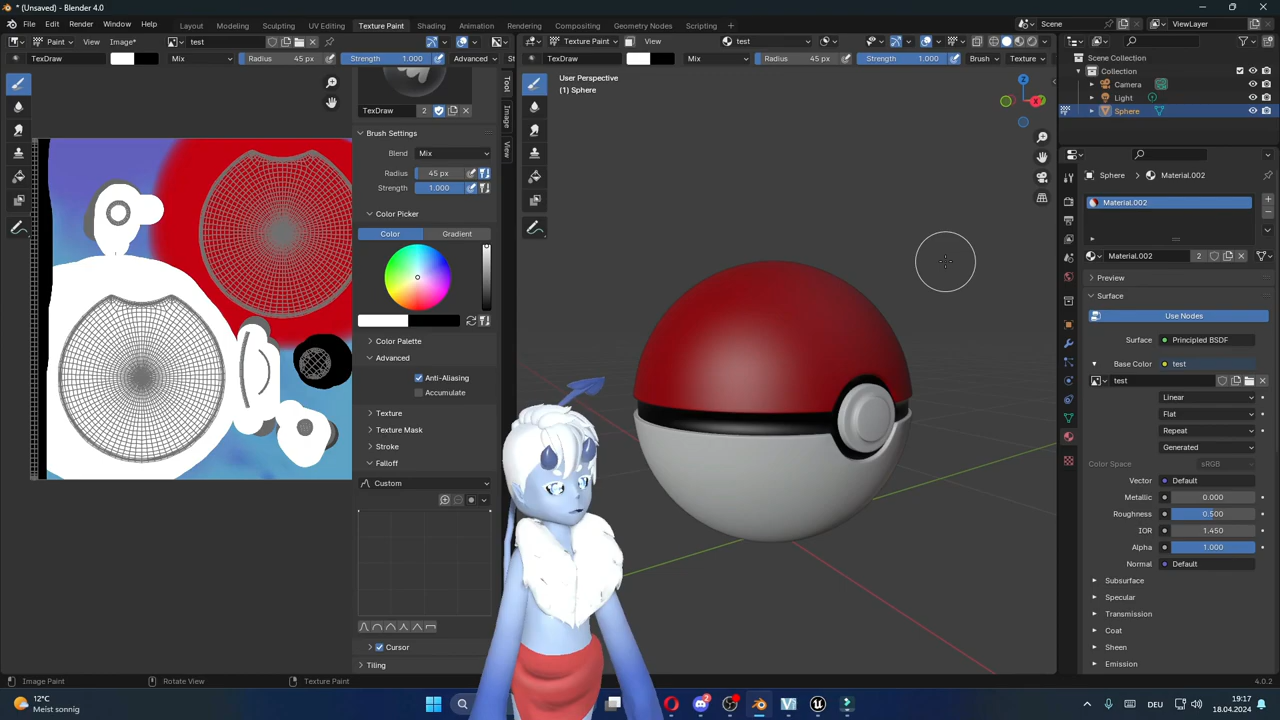 * (Unsaved) - Blender 4.0
File Edit Render Window Help Layout Modeling Sculpting UV Editing Texture Paint Shading Animation Rendering Compositing Geometry Nodes Scripting + Scene ViewLayer
Paint View Image* test Texture Paint View test
TexDraw Mix Radius 45 px Strength 1.000 Advanced TexDraw Mix Radius 45 px Strength 1.000 Brush Texture
Scene Collection
Collection
Camera
Light
Sphere
User Perspective
(1) Sphere
TexDraw 2
Tool
Image
View
Brush Settings
Blend Mix
Radius 45 px
Strength 1.000
Color Picker
Color Gradient
Color Palette
Advanced
Anti-Aliasing
Accumulate
Texture
Texture Mask
Stroke
Falloff
Custom
Cursor
Tiling
X
Z
Sphere Material.002
Material.002
Material.002 2
Preview
Surface
Use Nodes
Surface Principled BSDF
Base Color test
test
Linear
Flat
Repeat
Generated
Color Space sRGB
Vector Default
Metallic 0.000
Roughness 0.500
IOR 1.450
Alpha 1.000
Normal Default
Subsurface
Specular
Transmission
Coat
Sheen
Emission
Image Paint Rotate View Texture Paint 4.0.2
12°C
Meist sonnig
DEU
19:17
18.04.2024